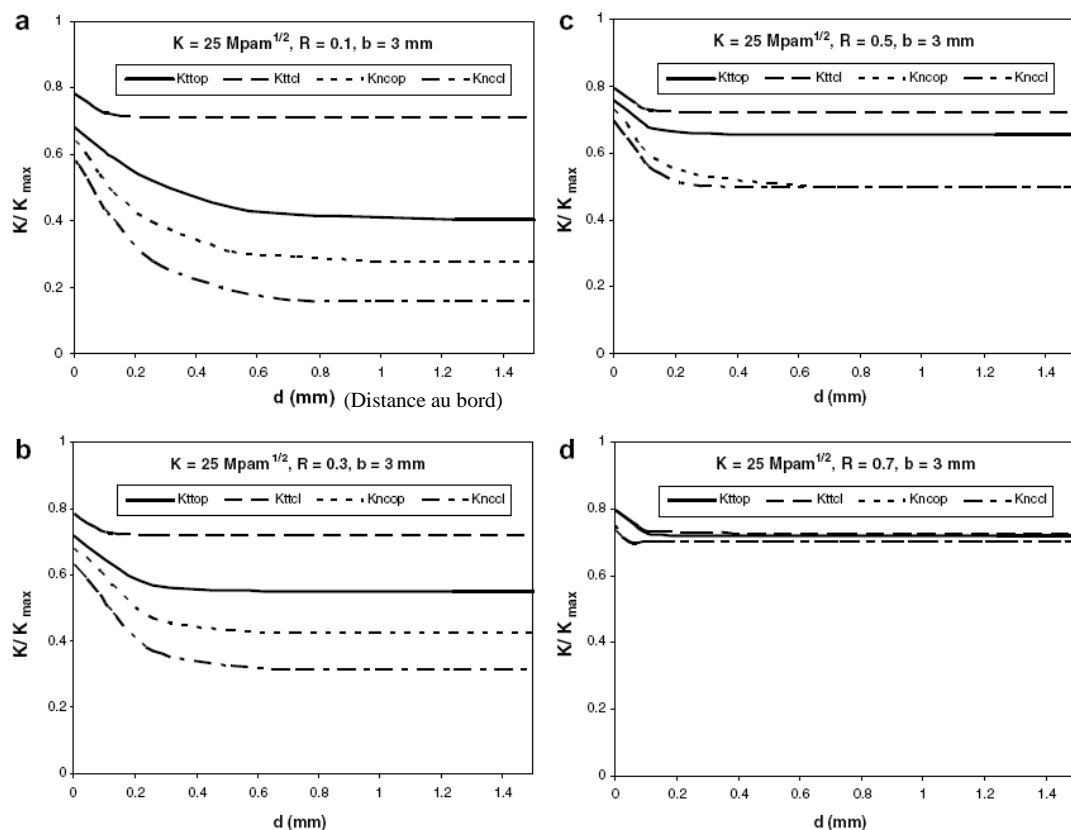 a
K = 25 Mpam1/2, R = 0.1, b = 3 mm
Kttop Kttcl Kncop Knccl
K/ Kmax
1
0.8
0.6
0.4
0.2
0
0 0.2 0.4 0.6 0.8 1 1.2 1.4
d (mm) (Distance au bord)
c
K = 25 Mpam1/2, R = 0.5, b = 3 mm
Kttop Kttcl Kncop Knccl
K/ Kmax
1
0.8
0.6
0.4
0.2
0
0 0.2 0.4 0.6 0.8 1 1.2 1.4
d (mm)
b
K = 25 Mpam1/2, R = 0.3, b = 3 mm
Kttop Kttcl Kncop Knccl
K/ Kmax
1
0.8
0.6
0.4
0.2
0
0 0.2 0.4 0.6 0.8 1 1.2 1.4
d (mm)
d
K = 25 Mpam1/2, R = 0.7, b = 3 mm
Kttop Kttcl Kncop Knccl
K/ Kmax
1
0.8
0.6
0.4
0.2
0
0 0.2 0.4 0.6 0.8 1 1.2 1.4
d (mm)